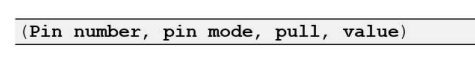 (Pin number, pin mode, pull, value)